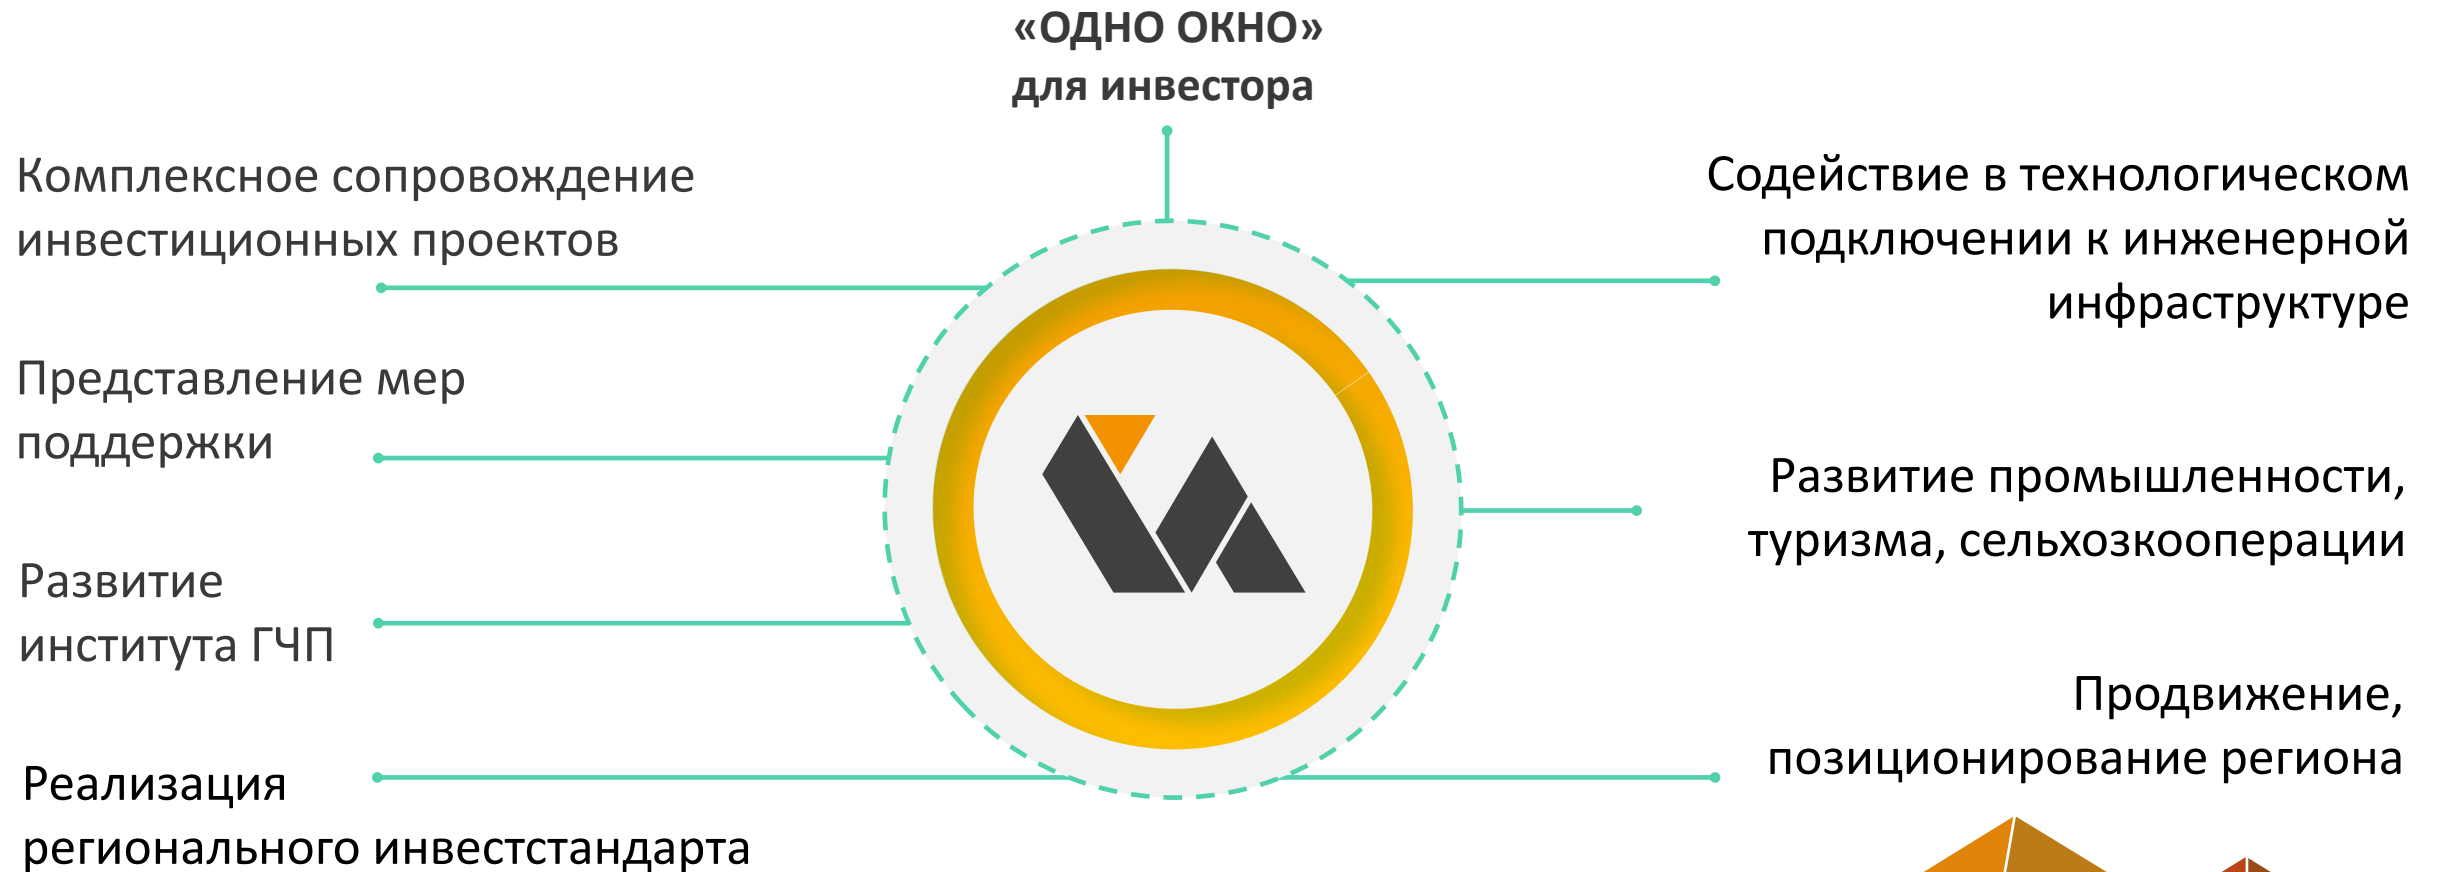 «ОДНО ОКНО»
для инвестора
Комплексное сопровождение
инвестиционных проектов
Представление мер
поддержки
Развитие
института ГЧП
Реализация
регионального инвестстандарта
Содействие в технологическом
подключении к инженерной
инфраструктуре
Развитие промышленности,
туризма, сельхозкооперации
Продвижение,
позиционирование региона